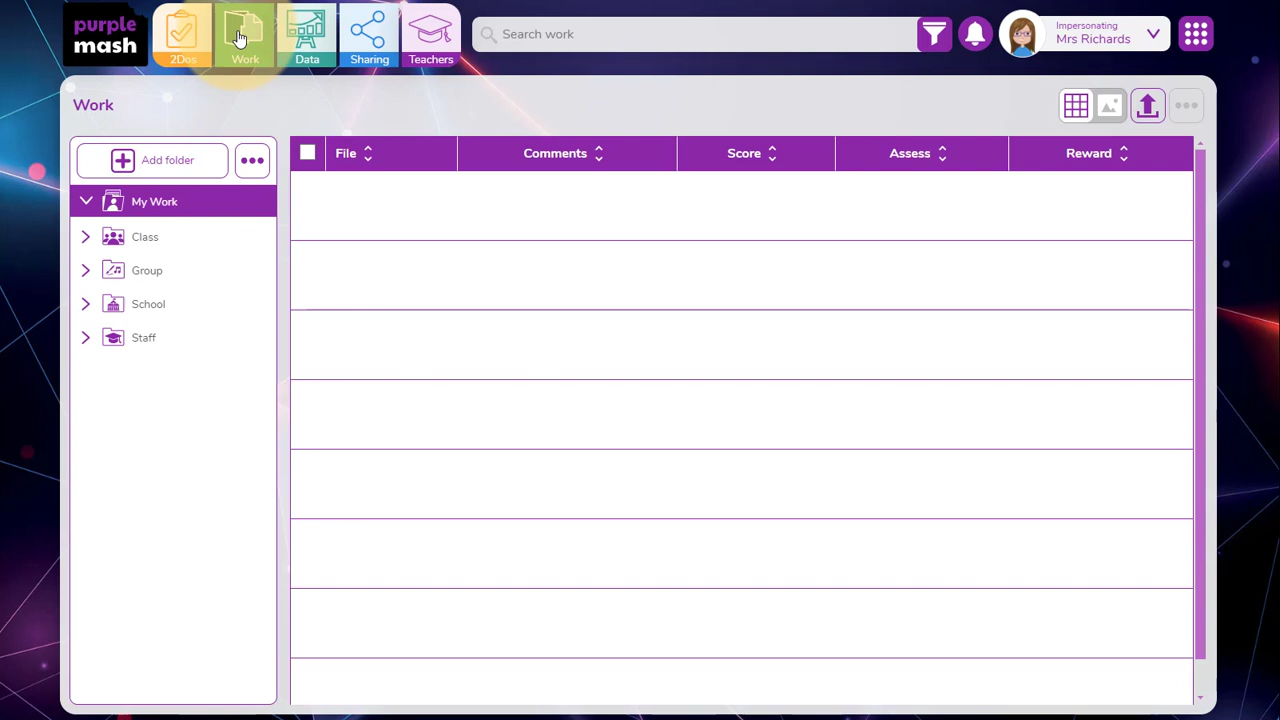 purple
mash
2Dos
Work
Data
Sharing
Teachers
Search work
Impersonating
Mrs Richards
Work
Add folder
My Work
Class
Group
School
Staff
File
Comments
Score
Assess
Reward